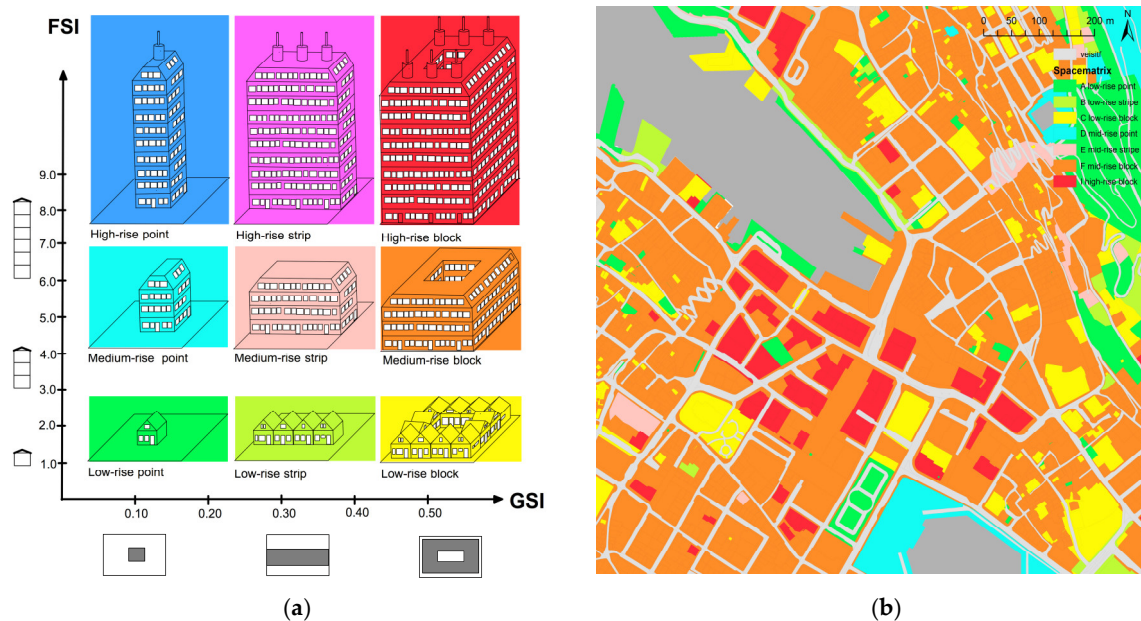 FSI
9.0
8.0
7.0
6.0
5.0
4.0
3.0
2.0
1.0
High-rise point
High-rise strip
High-rise block
Medium-rise point
Medium-rise strip
Medium-rise block
Low-rise point
Low-rise strip
Low-rise block
0.10
0.20
0.30
0.40
0.50
GSI
(a)
0 50 100 200 m
N
Spacematrix
A low-rise point
B low-rise stripe
C low-rise block
D mid-rise point
E mid-rise stripe
F mid-rise block
I high-rise block
(b)